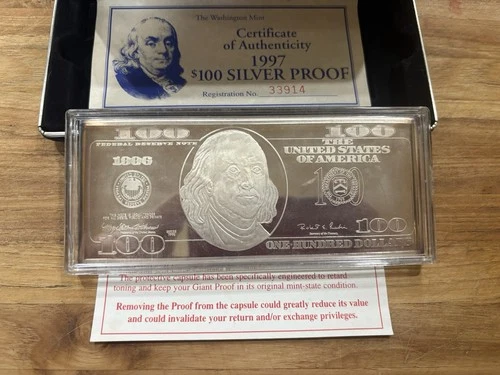 The Washington Mint
Certificate
of Authenticity
1997
$100 SILVER PROOF
Registration No. 33914
100
100
FEDERAL RESERVE NOTE
THE
UNITED STATES
OF AMERICA
100G
100
100
100
ONE HUNDRED DOLLARS
The protective capsule has been specifically engineered to retard
toning and keep your Giant Proof in its original mint-state condition.
Removing the Proof from the capsule could greatly reduce its value
and could invalidate your return and/or exchange privileges.